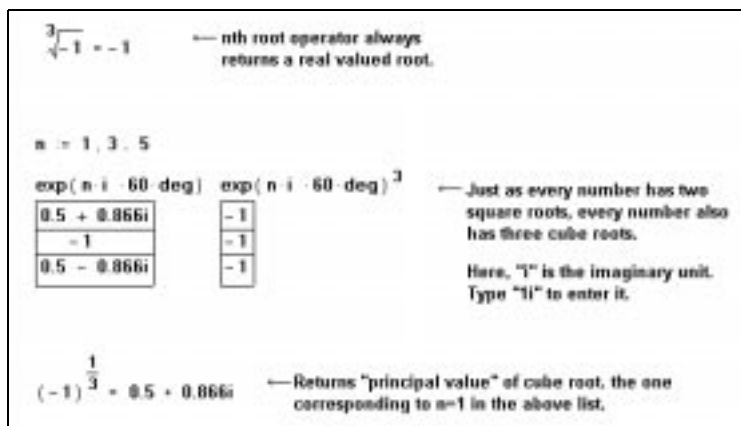 ∛-1 = -1
← nth root operator always
returns a real valued root.
n := 1, 3 .. 5
exp(n·i·60·deg) exp(n·i·60·deg)³
← Just as every number has two
square roots, every number also
has three cube roots.
0.5 + 0.866i -1
-1 -1
0.5 - 0.866i -1
Here, "i" is the imaginary unit.
Type "1i" to enter it.
(-1)^(1/3) = 0.5 + 0.866i
← Returns "principal value" of cube root, the one
corresponding to n=1 in the above list.